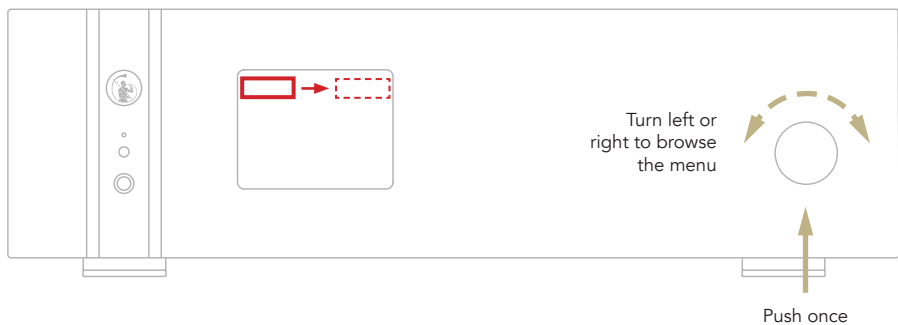 Turn left or
right to browse
the menu
Push once